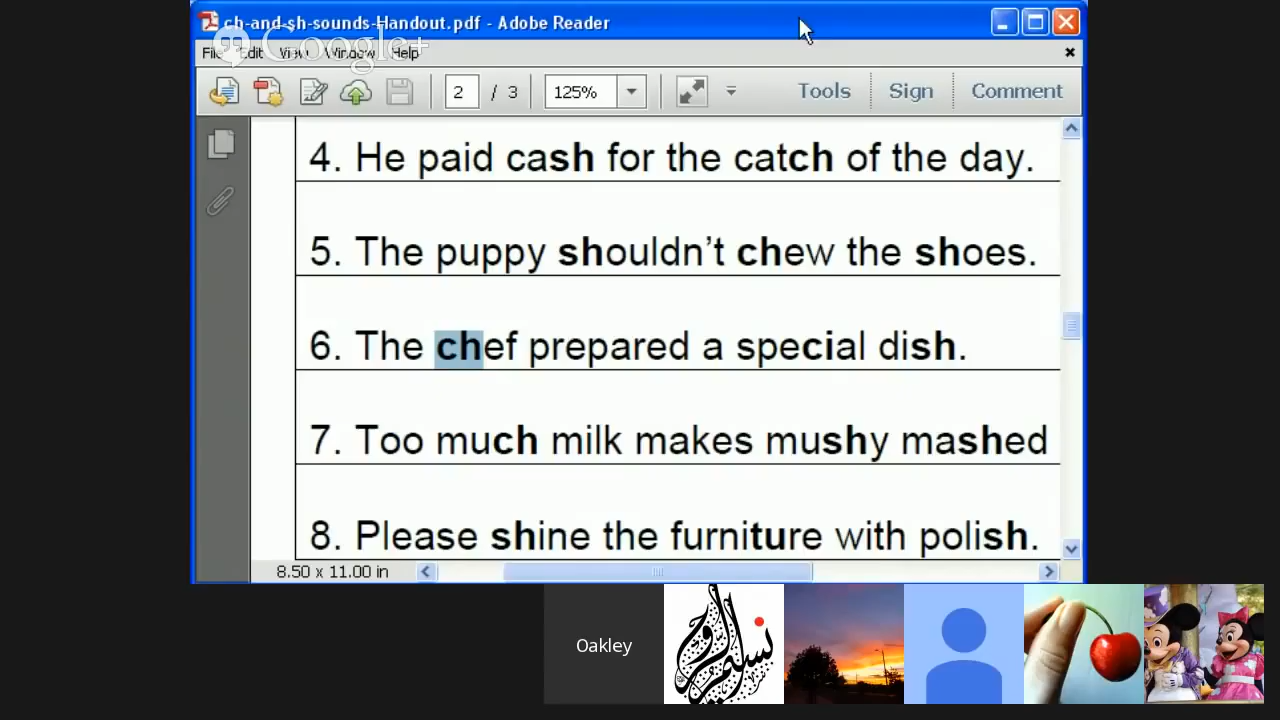 ch-and-sh-sounds-Handout.pdf - Adobe Reader
Google+
File Edit View Window Help
2 / 3 125% Tools Sign Comment
4. He paid cash for the catch of the day.
5. The puppy shouldn't chew the shoes.
6. The chef prepared a special dish.
7. Too much milk makes mushy mashed
8. Please shine the furniture with polish.
8.50 x 11.00 in
Oakley